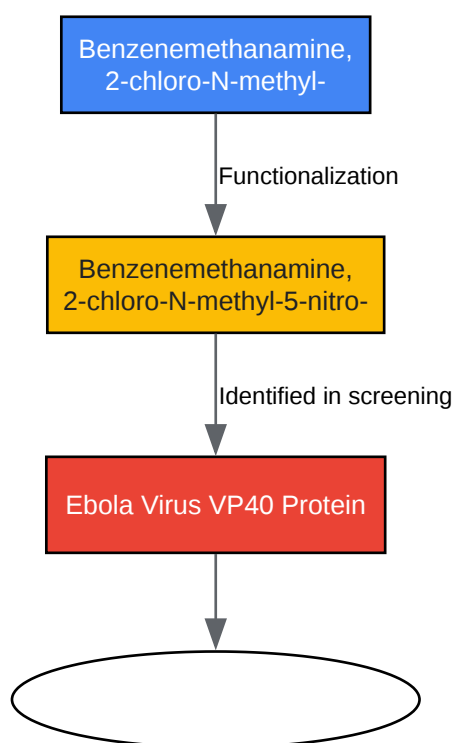 Benzenemethanamine,
2-chloro-N-methyl-
Functionalization
Benzenemethanamine,
2-chloro-N-methyl-5-nitro-
Identified in screening
Ebola Virus VP40 Protein